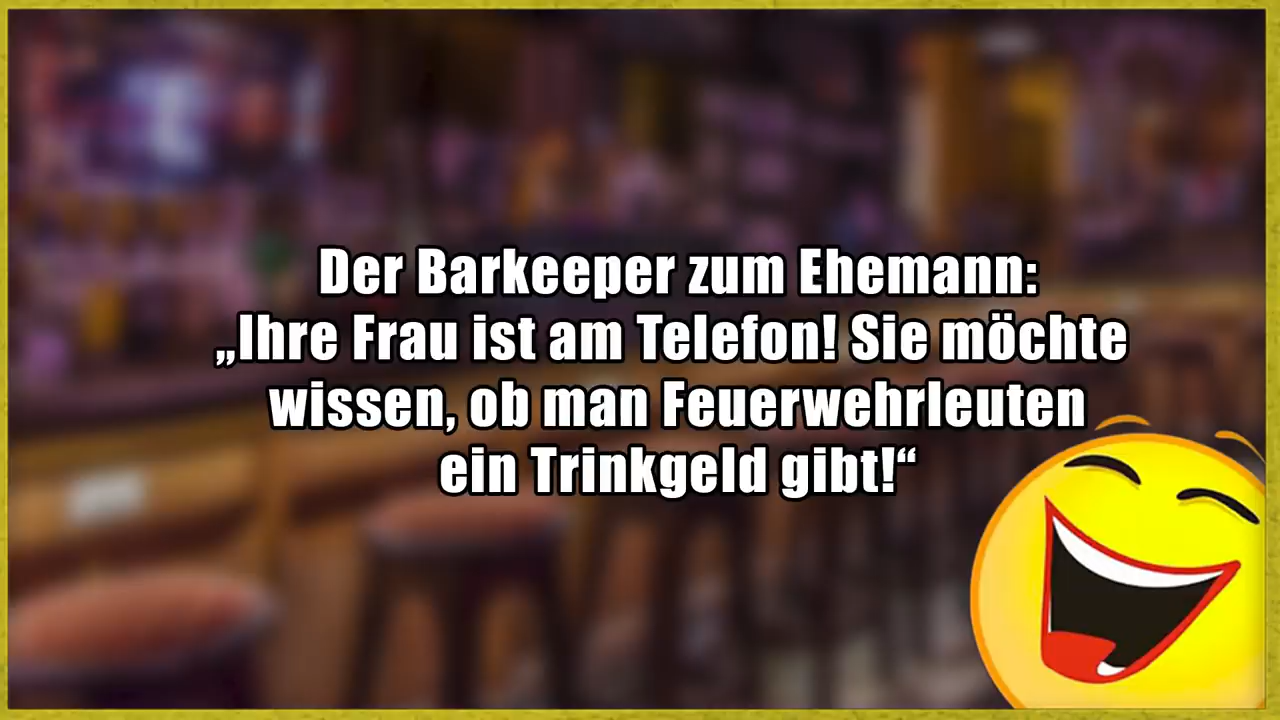 Der Barkeeper zum Ehemann:
„Ihre Frau ist am Telefon! Sie möchte
wissen, ob man Feuerwehrleuten
ein Trinkgeld gibt!“